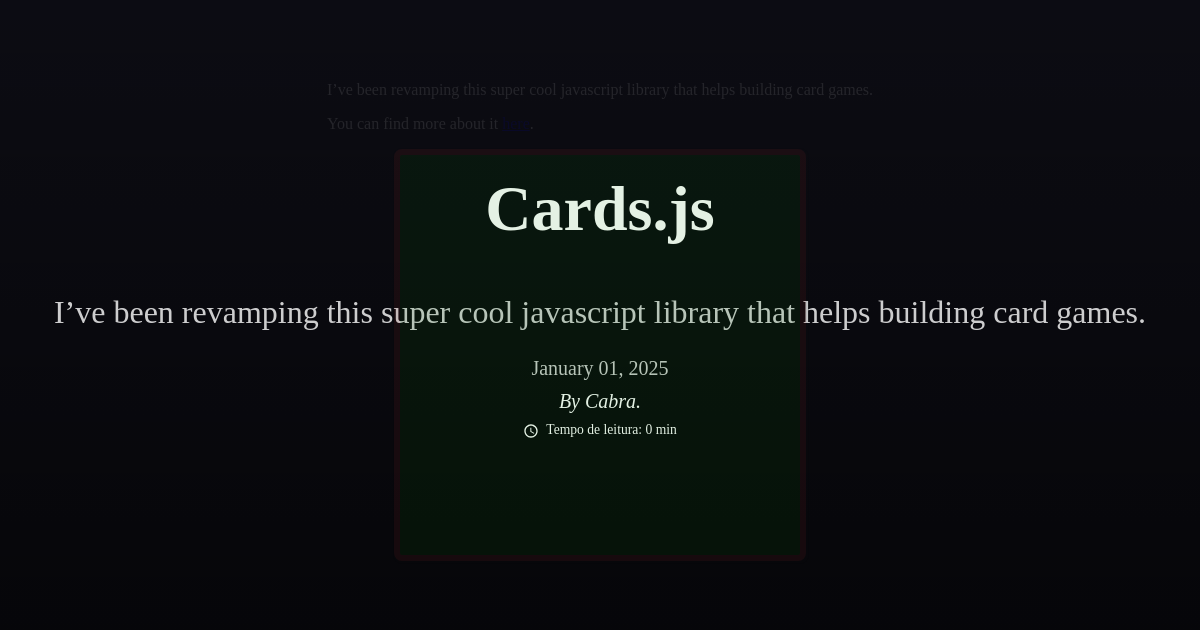 I’ve been revamping this super cool javascript library that helps building card games.
You can find more about it .
Cards.js
I’ve been revamping this super cool javascript library that helps building card games.
January 01, 2025
By Cabra.
Tempo de leitura: 0 min